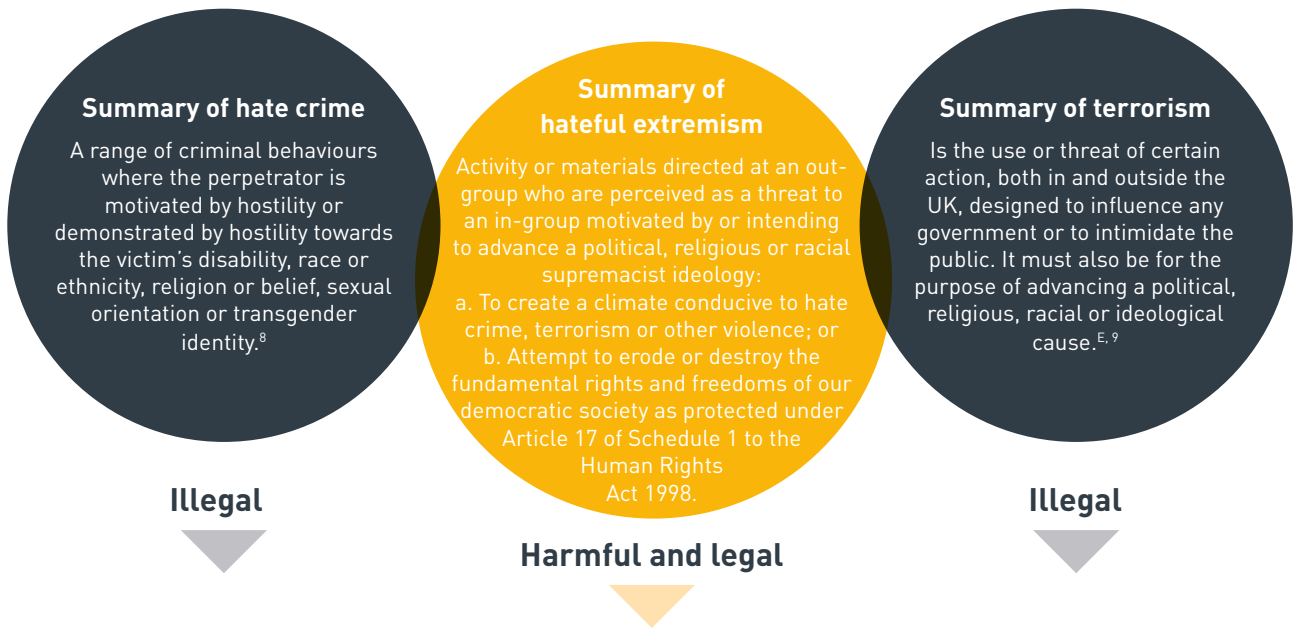 Summary of hate crime
A range of criminal behaviours
where the perpetrator is
motivated by hostility or
demonstrated by hostility towards
the victim’s disability, race or
ethnicity, religion or belief, sexual
orientation or transgender
identity.8
Illegal
Summary of
hateful extremism
Activity or materials directed at an out-
group who are perceived as a threat to
an in-group motivated by or intending
to advance a political, religious or racial
supremacist ideology:
a. To create a climate conducive to hate
crime, terrorism or other violence; or
b. Attempt to erode or destroy the
fundamental rights and freedoms of our
democratic society as protected under
Article 17 of Schedule 1 to the
Human Rights
Act 1998.
Harmful and legal
Summary of terrorism
Is the use or threat of certain
action, both in and outside the
UK, designed to influence any
government or to intimidate the
public. It must also be for the
purpose of advancing a political,
religious, racial or ideological
cause.E, 9
Illegal